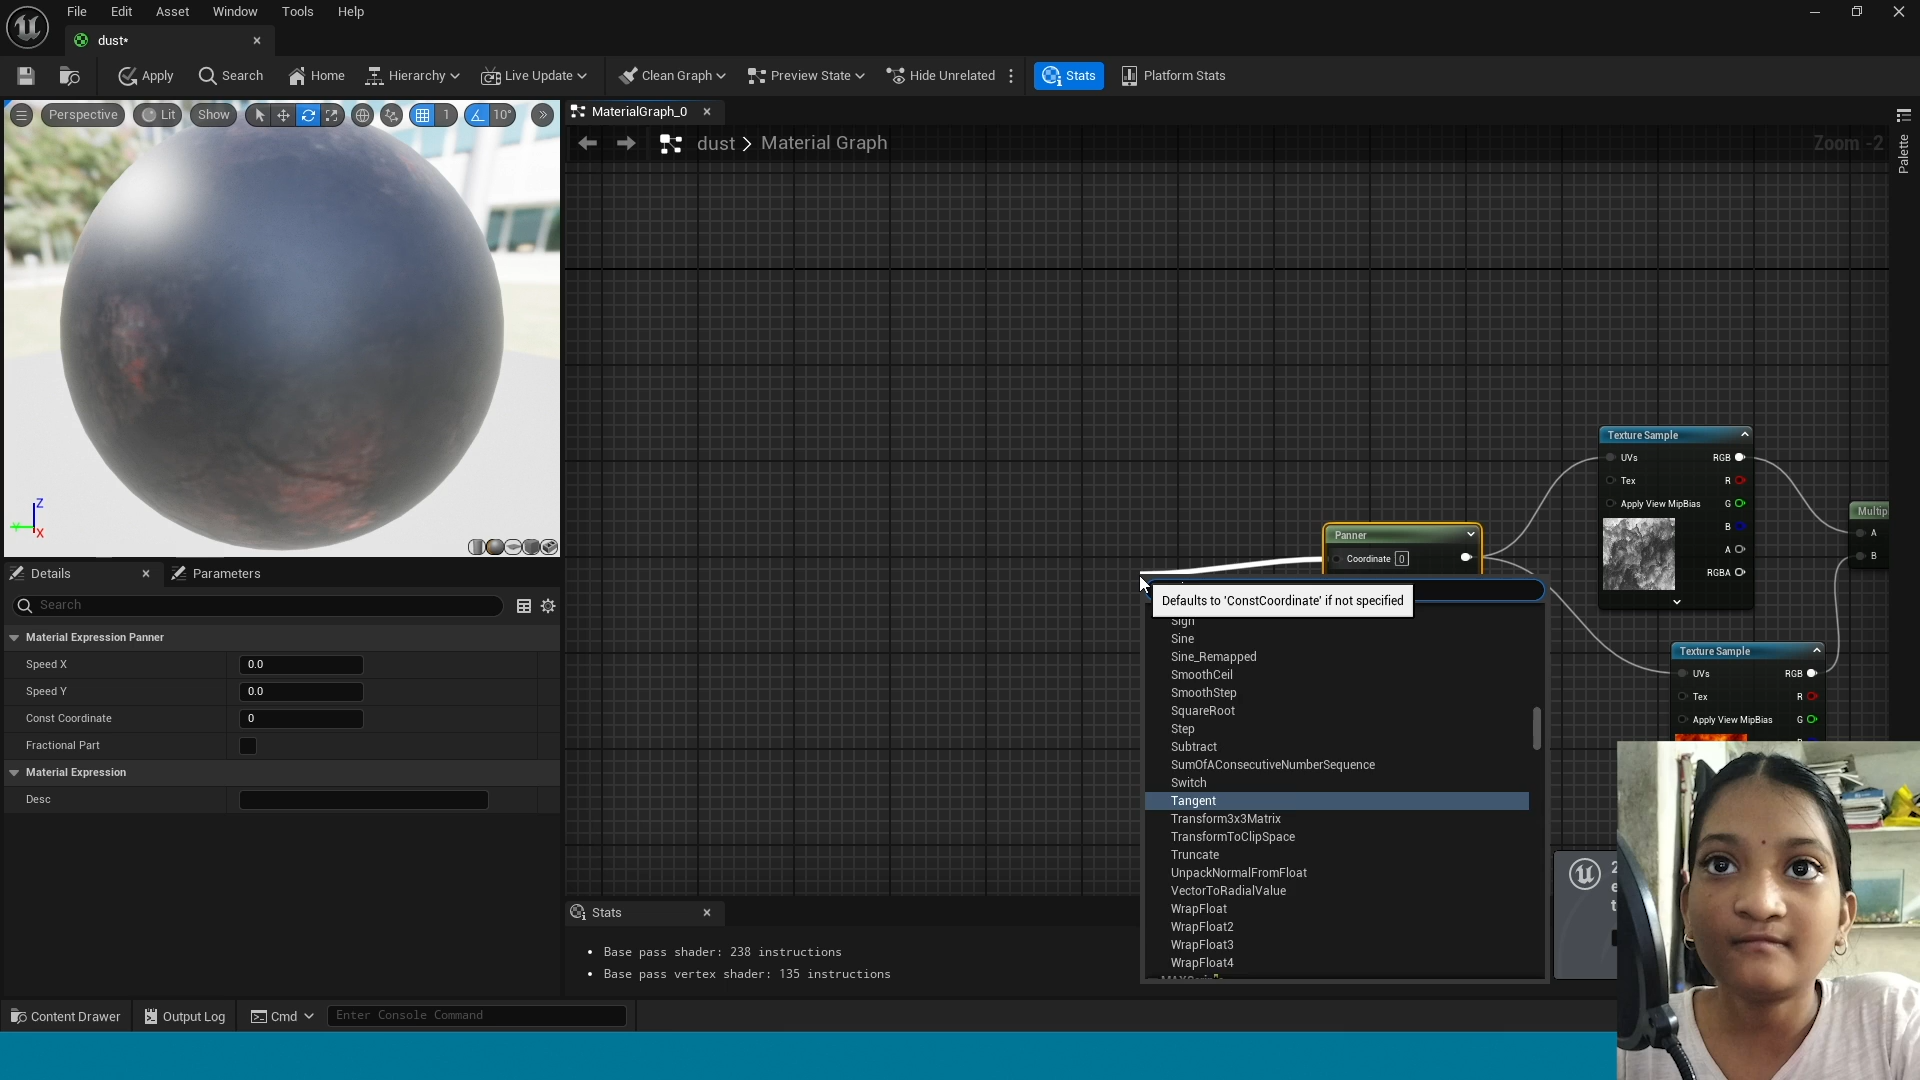 File Edit Asset Window Tools Help
dust*
Apply Search Home Hierarchy Live Update Clean Graph Preview State Hide Unrelated Stats Platform Stats
Perspective Lit Show 1 10°
MaterialGraph_0
dust > Material Graph
Zoom -2
Palette
Z
X
Texture Sample
UVs RGB
Tex R
Apply View MipBias G
B
A
RGBA
Multip
A
B
Panner
Coordinate 0
Texture Sample
UVs RGB
Tex R
Apply View MipBias G
Defaults to 'ConstCoordinate' if not specified
Sign
Sine
Sine_Remapped
SmoothCeil
SmoothStep
SquareRoot
Step
Subtract
SumOfAConsecutiveNumberSequence
Switch
Tangent
Transform3x3Matrix
TransformToClipSpace
Truncate
UnpackNormalFromFloat
VectorToRadialValue
WrapFloat
WrapFloat2
WrapFloat3
WrapFloat4
Details Parameters
Search
Material Expression Panner
Speed X 0.0
Speed Y 0.0
Const Coordinate 0
Fractional Part
Material Expression
Desc
Stats
• Base pass shader: 238 instructions
• Base pass vertex shader: 135 instructions
Content Drawer Output Log Cmd Enter Console Command